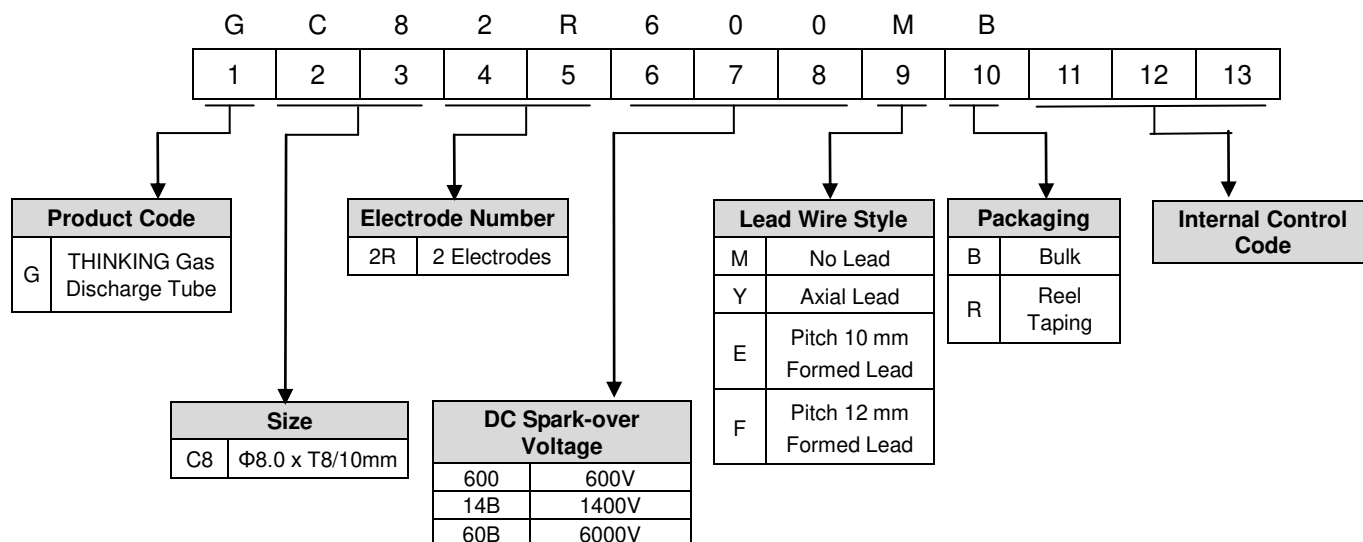 G C 8 2 R 6 0 0 M B
1 2 3 4 5 6 7 8 9 10 11 12 13
Product Code
G THINKING Gas
Discharge Tube
Electrode Number
2R 2 Electrodes
Lead Wire Style
M No Lead
Y Axial Lead
E Pitch 10 mm
Formed Lead
F Pitch 12 mm
Formed Lead
Packaging
B Bulk
R Reel
Taping
Internal Control
Code
Size
C8 Φ8.0 x T8/10mm
DC Spark-over
Voltage
600 600V
14B 1400V
60B 6000V